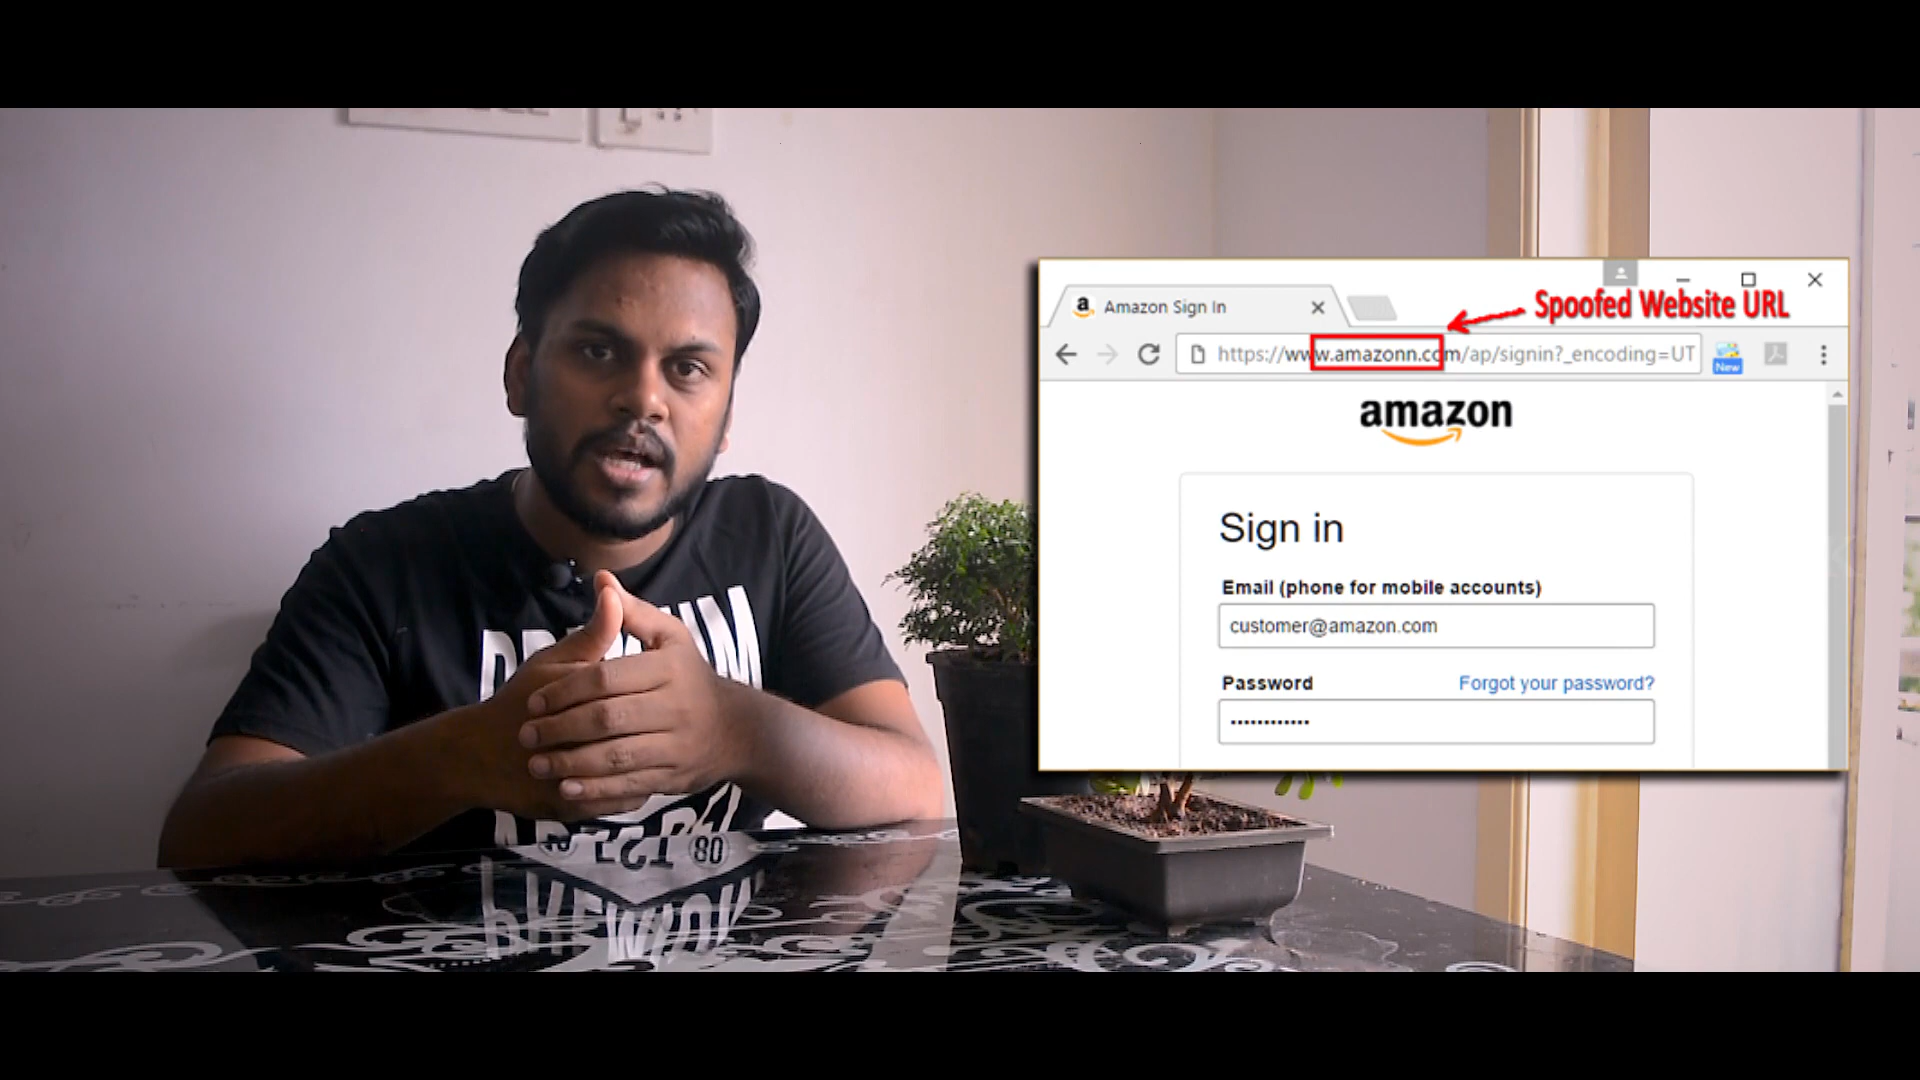 Amazon Sign In
Spoofed Website URL
https://www.amazonn.com/ap/signin?_encoding=UT
New
amazon
Sign in
Email (phone for mobile accounts)
customer@amazon.com
Password
Forgot your password?
80